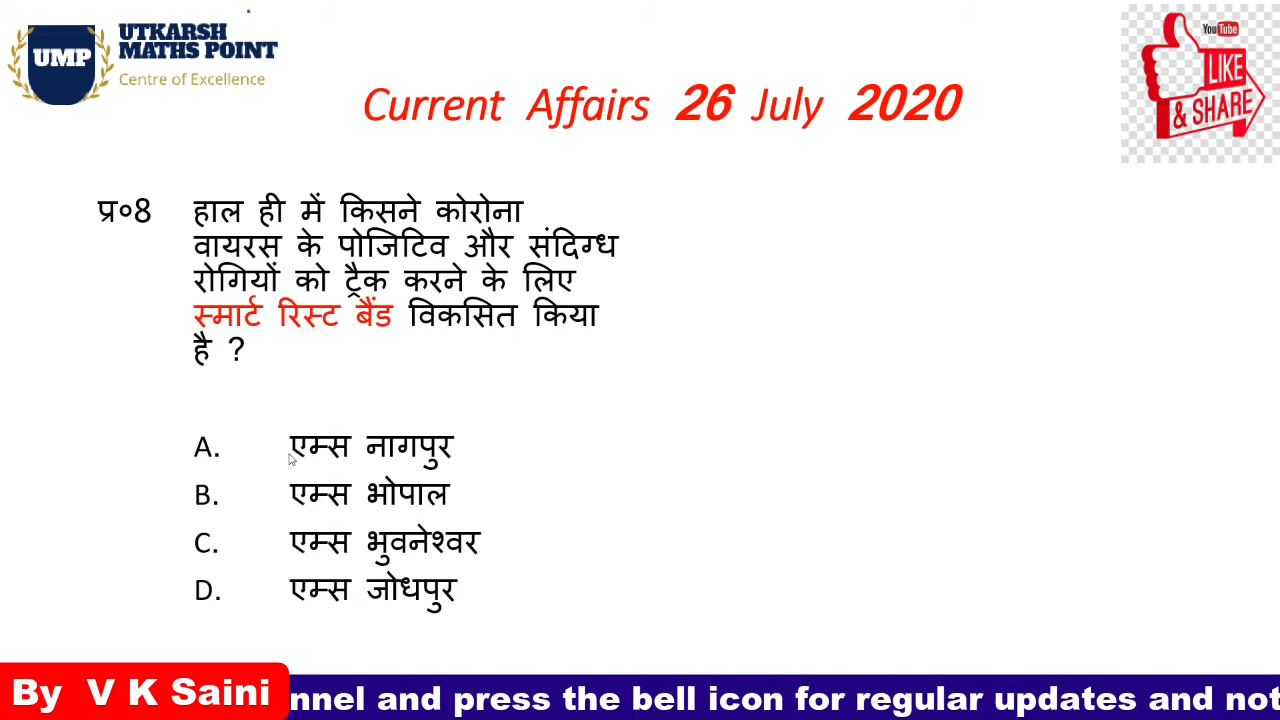 UTKARSH
MATHS POINT
UMP
Centre of Excellence
YouTube
LIKE
& SHARE
Current Affairs 26 July 2020
प्र०8 हाल ही में किसने कोरोना
वायरस के पोजिटिव और संदिग्ध
रोगियों को ट्रैक करने के लिए
स्मार्ट रिस्ट बैंड विकसित किया
है ?
A. एम्स नागपुर
B. एम्स भोपाल
C. एम्स भुवनेश्वर
D. एम्स जोधपुर
By V K Saini
nnel and press the bell icon for regular updates and not